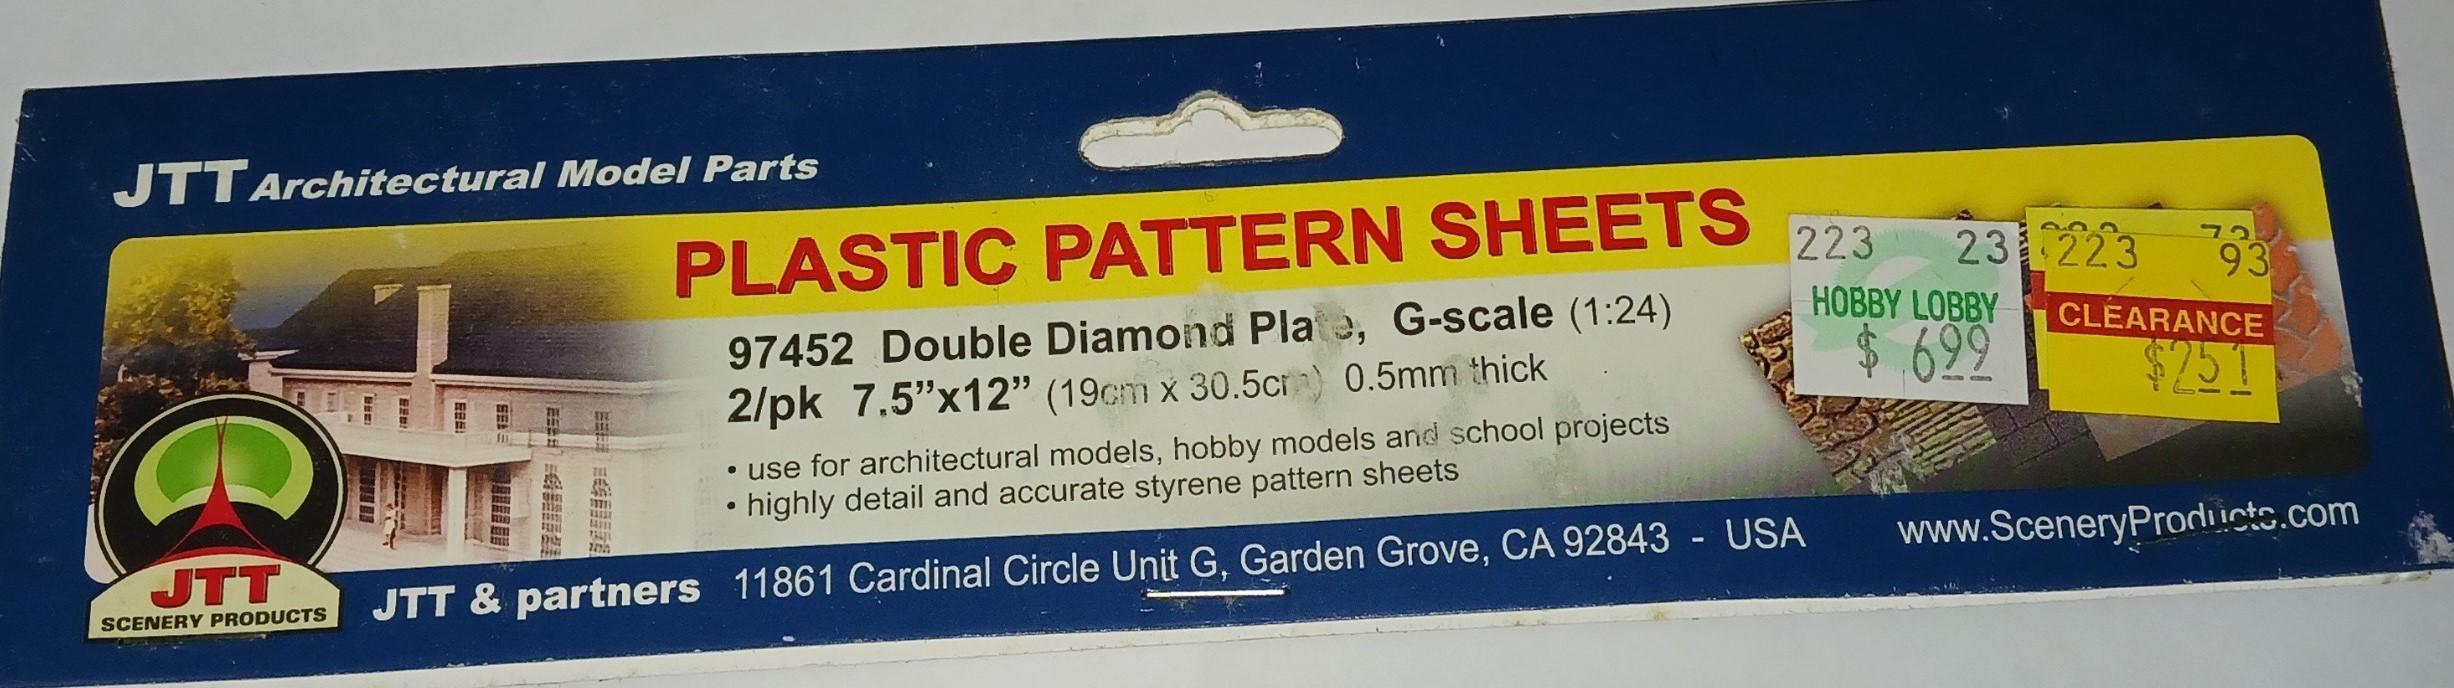 JTT Architectural Model Parts
PLASTIC PATTERN SHEETS
97452 Double Diamond Plate, G-scale (1:24)
2/pk 7.5”x12” (19cm x 30.5cm) 0.5mm thick
• use for architectural models, hobby models and school projects
• highly detail and accurate styrene pattern sheets
223 23
HOBBY LOBBY
$ 699
223 93
CLEARANCE
$251
JTT
SCENERY PRODUCTS
JTT & partners 11861 Cardinal Circle Unit G, Garden Grove, CA 92843 - USA
www.SceneryProducts.com